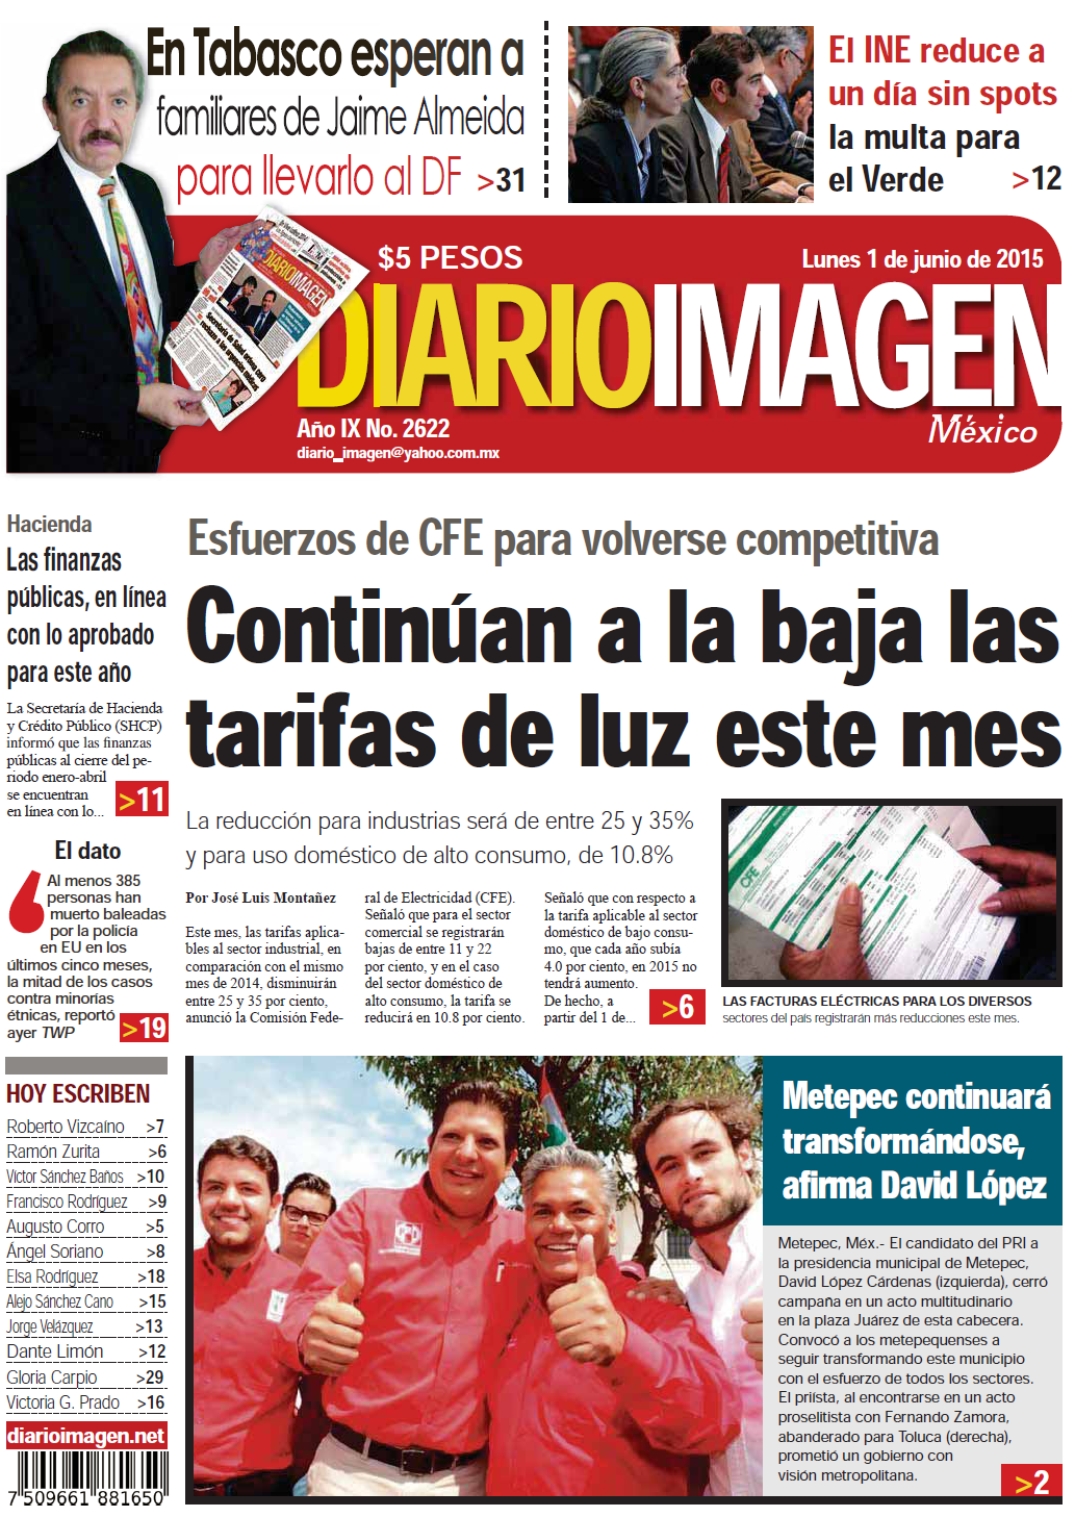 En Tabasco esperan a
familiares de Jaime Almeida
para llevarlo al DF >31
El INE reduce a
un día sin spots
la multa para
el Verde >12
$5 PESOS
Lunes 1 de junio de 2015
DIARIOIMAGEN
México
Año IX No. 2622
diario_imagen@yahoo.com.mx
DIARIOIMAGEN
Hacienda
Las finanzas
públicas, en línea
con lo aprobado
para este año
La Secretaría de Hacienda
y Crédito Público (SHCP)
informó que las finanzas
públicas al cierre del pe-
riodo enero-abril
se encuentran
en línea con lo...
>11
El dato
Al menos 385
personas han
muerto baleadas
por la policía
en EU en los
últimos cinco meses,
la mitad de los casos
contra minorías
étnicas, reportó
ayer TWP
>19
HOY ESCRIBEN
Roberto Vizcaíno >7
Ramón Zurita >6
Víctor Sánchez Baños >10
Francisco Rodríguez >9
Augusto Corro >5
Ángel Soriano >8
Elsa Rodríguez >18
Alejo Sánchez Cano >15
Jorge Velázquez >13
Dante Limón >12
Gloria Carpio >29
Victoria G. Prado >16
diarioimagen.net
7 509661 881650
Esfuerzos de CFE para volverse competitiva
Continúan a la baja las
tarifas de luz este mes
La reducción para industrias será de entre 25 y 35%
y para uso doméstico de alto consumo, de 10.8%
Por José Luis Montañez
Este mes, las tarifas aplica-
bles al sector industrial, en
comparación con el mismo
mes de 2014, disminuirán
entre 25 y 35 por ciento,
anunció la Comisión Fede-
ral de Electricidad (CFE).
Señaló que para el sector
comercial se registrarán
bajas de entre 11 y 22
por ciento, y en el caso
del sector doméstico de
alto consumo, la tarifa se
reducirá en 10.8 por ciento.
Señaló que con respecto a
la tarifa aplicable al sector
doméstico de bajo consu-
mo, que cada año subía
4.0 por ciento, en 2015 no
tendrá aumento.
De hecho, a
partir del 1 de...
>6
CFE
LAS FACTURAS ELÉCTRICAS PARA LOS DIVERSOS
sectores del país registrarán más reducciones este mes.
PRI
Metepec continuará
transformándose,
afirma David López
Metepec, Méx.- El candidato del PRI a
la presidencia municipal de Metepec,
David López Cárdenas (izquierda), cerró
campaña en un acto multitudinario
en la plaza Juárez de esta cabecera.
Convocó a los metepequenses a
seguir transformando este municipio
con el esfuerzo de todos los sectores.
El priísta, al encontrarse en un acto
proselitista con Fernando Zamora,
abanderado para Toluca (derecha),
prometió un gobierno con
visión metropolitana.
>2